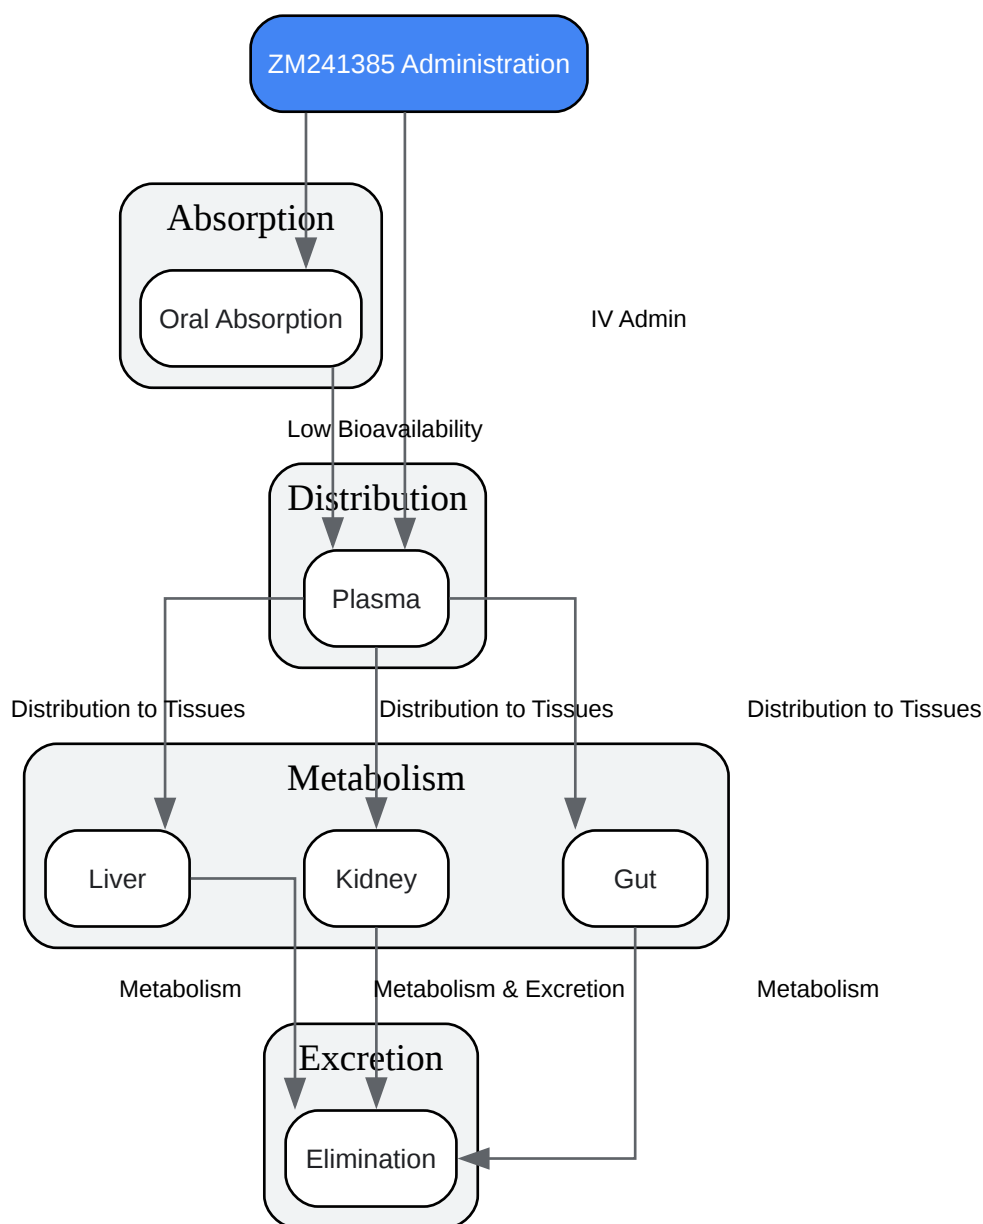 ZM241385 Administration
Absorption
Oral Absorption
IV Admin
Low Bioavailability
Distribution
Plasma
Distribution to Tissues
Distribution to Tissues
Distribution to Tissues
Metabolism
Liver
Kidney
Gut
Metabolism
Metabolism & Excretion
Metabolism
Excretion
Elimination